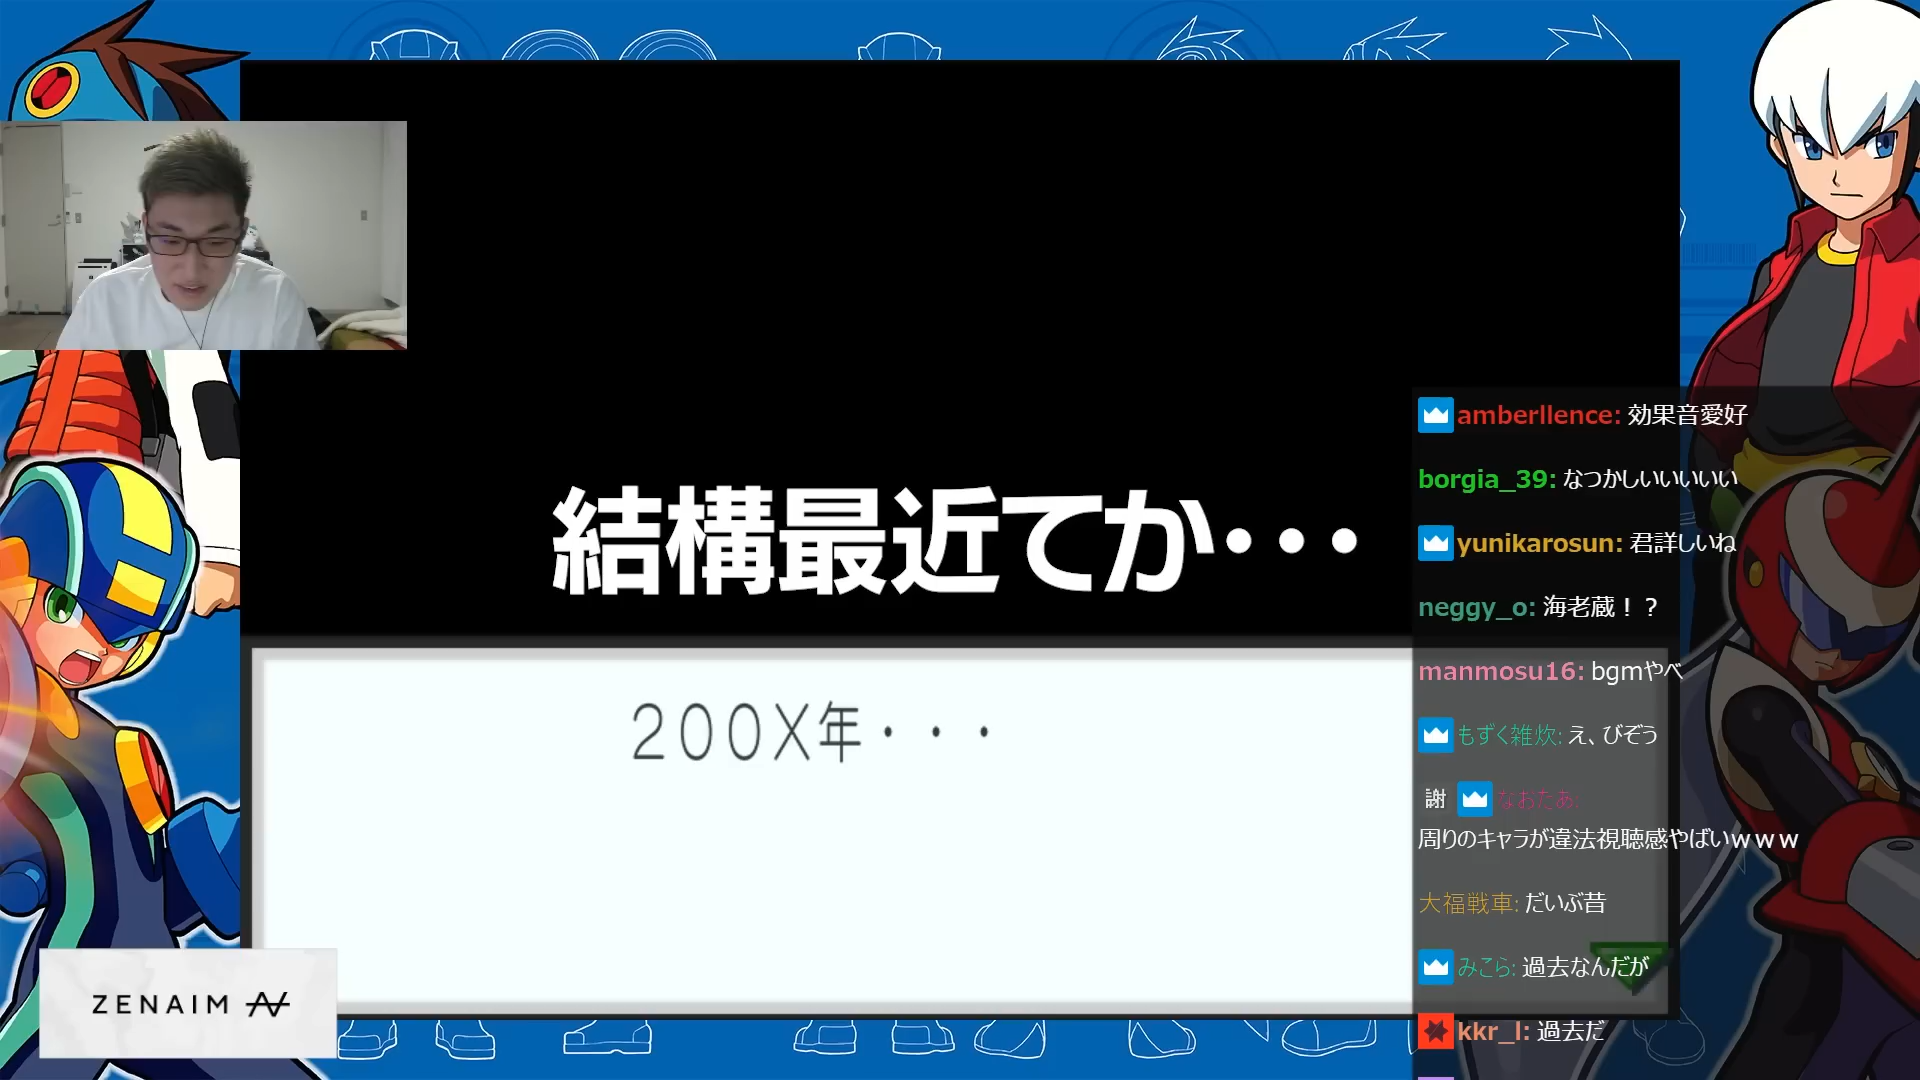 結構最近てか・・・
200X年・・・
amberllence: 効果音愛好
borgia_39: なつかしいいいいい
yunikarosun: 君詳しいね
neggy_o: 海老蔵！？
manmosu16: bgmやべ
もずく雑炊: え、びぞう
謝 なおたあ:
周りのキャラが違法視聴感やばいｗｗｗ
大福戦車: だいぶ昔
みこら: 過去なんだが
kkr_l: 過去だ
ZENAIM